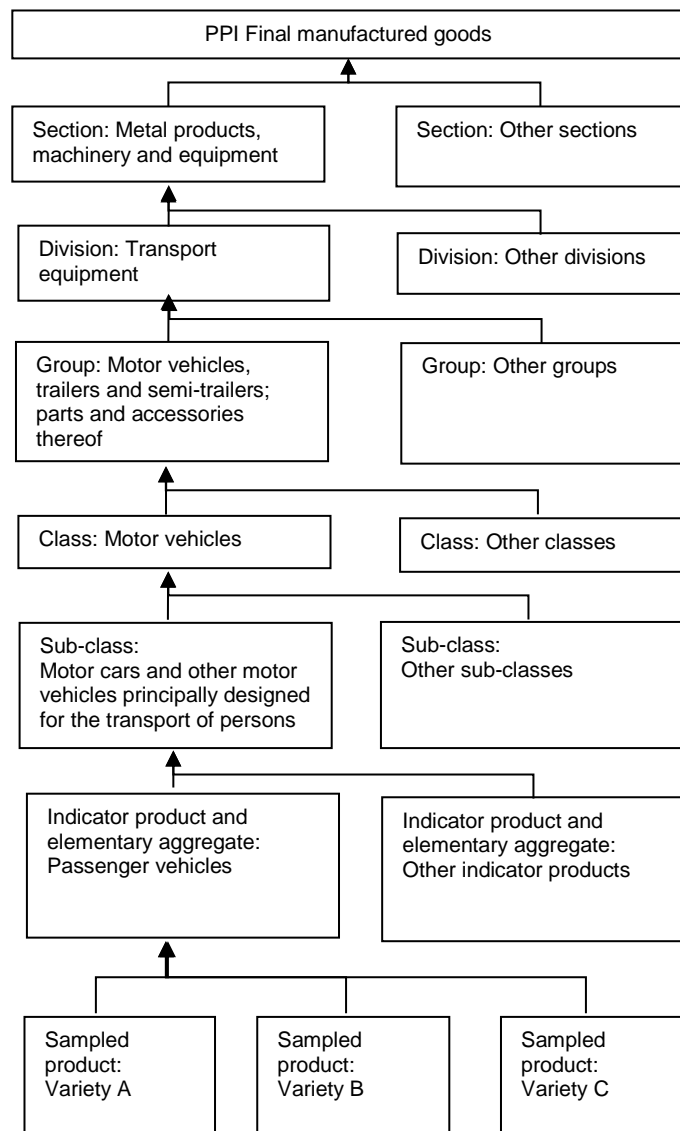 PPI Final manufactured goods
Section: Metal products,
machinery and equipment
Section: Other sections
Division: Transport
equipment
Division: Other divisions
Group: Motor vehicles,
trailers and semi-trailers;
parts and accessories
thereof
Group: Other groups
Class: Motor vehicles
Class: Other classes
Sub-class:
Motor cars and other motor
vehicles principally designed
for the transport of persons
Sub-class:
Other sub-classes
Indicator product and
elementary aggregate:
Passenger vehicles
Indicator product and
elementary aggregate:
Other indicator products
Sampled
product:
Variety A
Sampled
product:
Variety B
Sampled
product:
Variety C